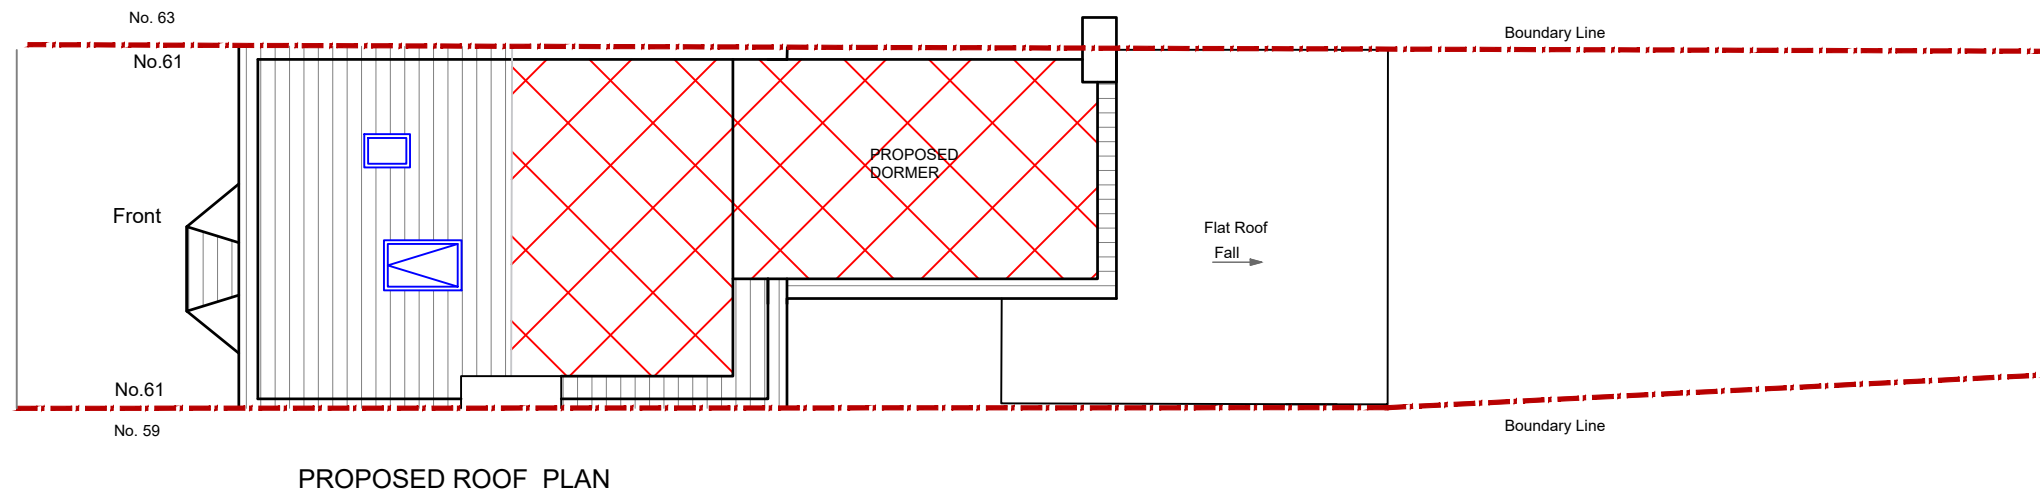 No. 63
No.61
Boundary Line
PROPOSED
DORMER
Front
Flat Roof
Fall
No.61
No. 59
Boundary Line
PROPOSED ROOF PLAN